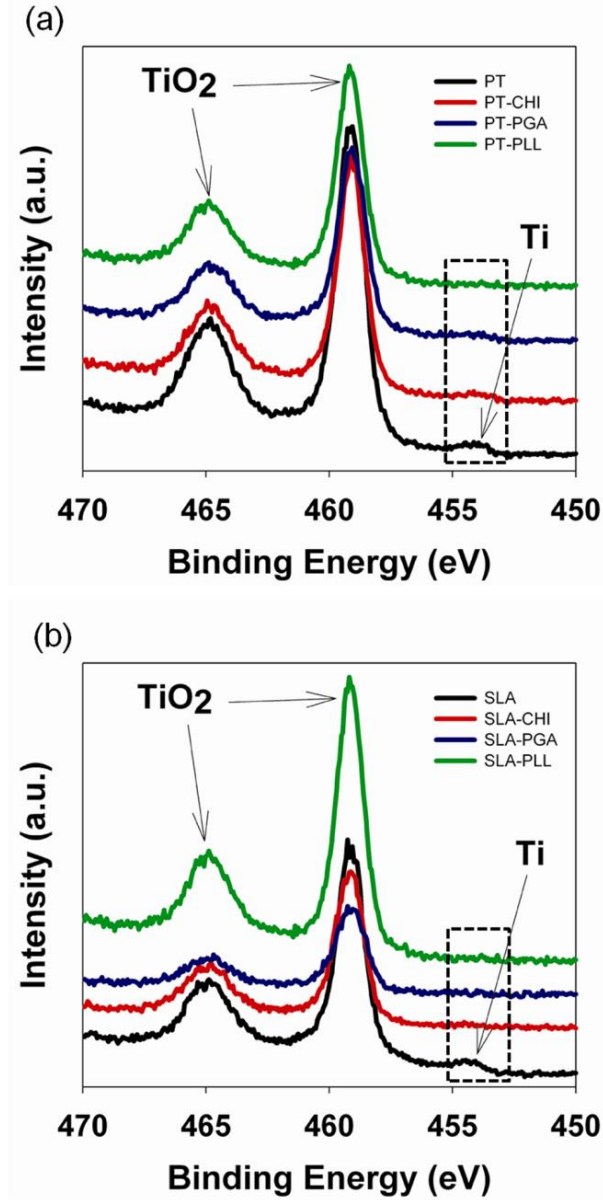 (a)
TiO2
PT
PT-CHI
PT-PGA
PT-PLL
Ti
Intensity (a.u.)
470 465 460 455 450
Binding Energy (eV)
(b)
TiO2
SLA
SLA-CHI
SLA-PGA
SLA-PLL
Ti
Intensity (a.u.)
470 465 460 455 450
Binding Energy (eV)